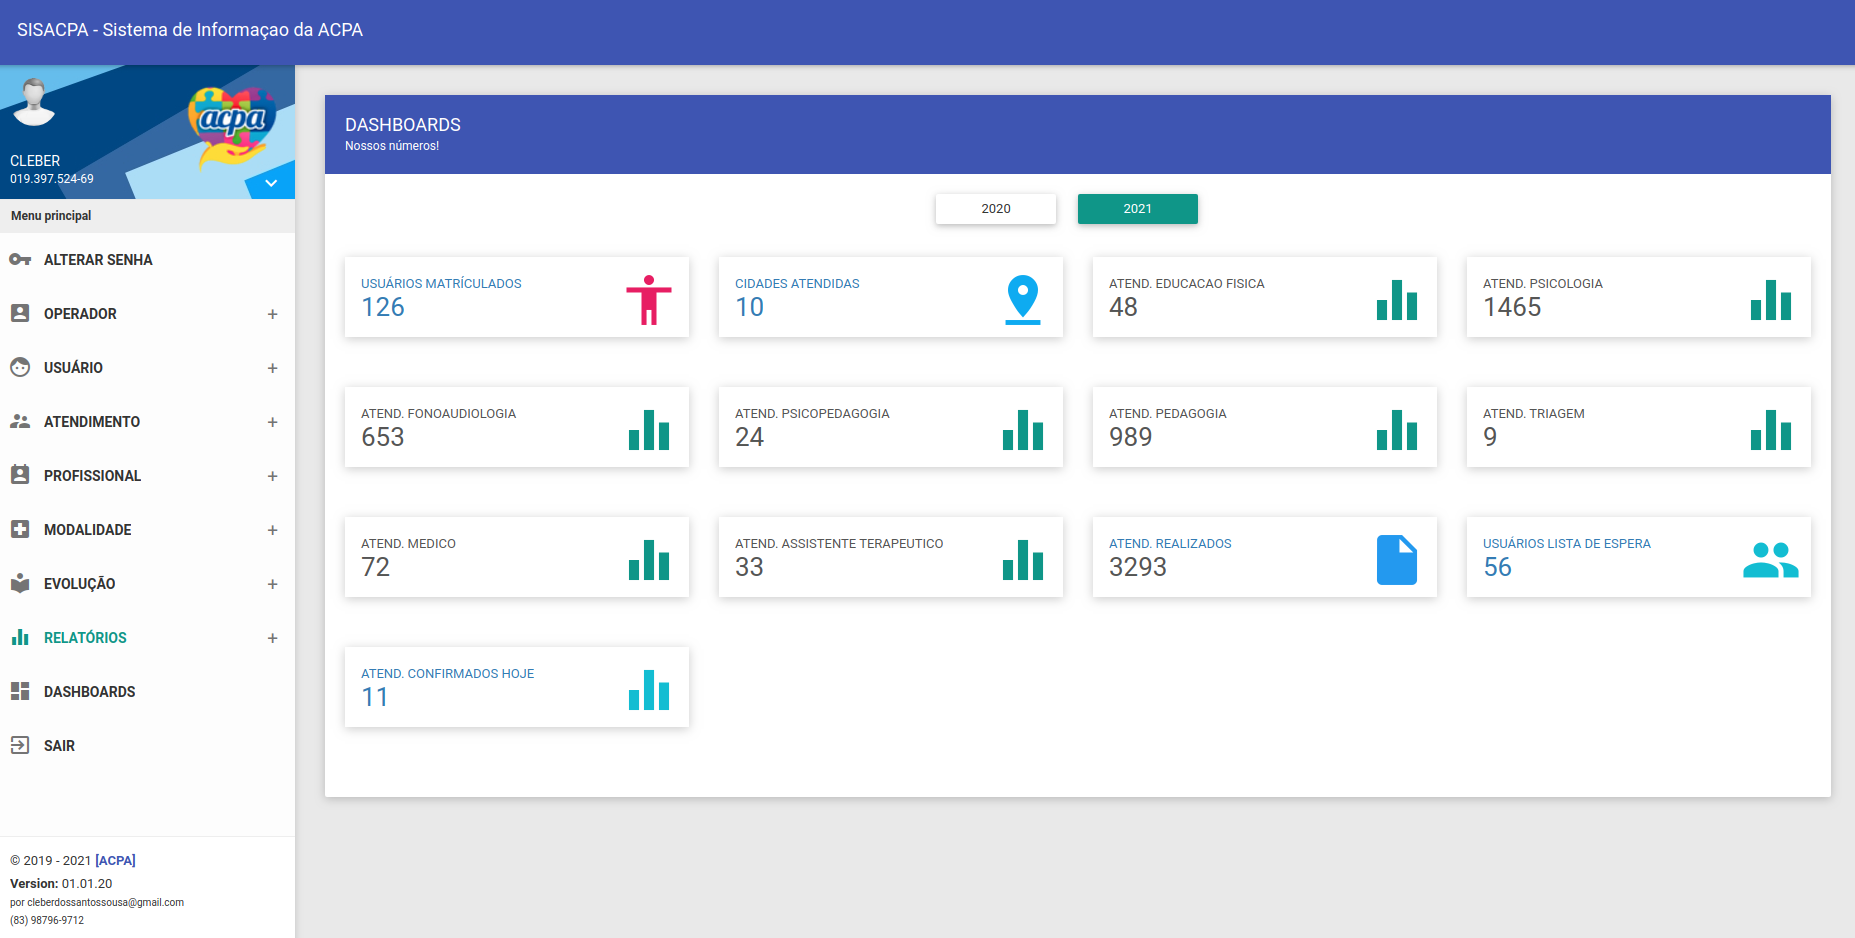 SISACPA - Sistema de Informaçao da ACPA
acpa
CLEBER
019.397.524-69
Menu principal
ALTERAR SENHA
OPERADOR +
USUÁRIO +
ATENDIMENTO +
PROFISSIONAL +
MODALIDADE +
EVOLUÇÃO +
RELATÓRIOS +
DASHBOARDS
SAIR
© 2019 - 2021 [ACPA]
Version: 01.01.20
por cleberdossantossousa@gmail.com
(83) 98796-9712
DASHBOARDS
Nossos números!
2020
2021
USUÁRIOS MATRÍCULADOS
126
CIDADES ATENDIDAS
10
ATEND. EDUCACAO FISICA
48
ATEND. PSICOLOGIA
1465
ATEND. FONOAUDIOLOGIA
653
ATEND. PSICOPEDAGOGIA
24
ATEND. PEDAGOGIA
989
ATEND. TRIAGEM
9
ATEND. MEDICO
72
ATEND. ASSISTENTE TERAPEUTICO
33
ATEND. REALIZADOS
3293
USUÁRIOS LISTA DE ESPERA
56
ATEND. CONFIRMADOS HOJE
11